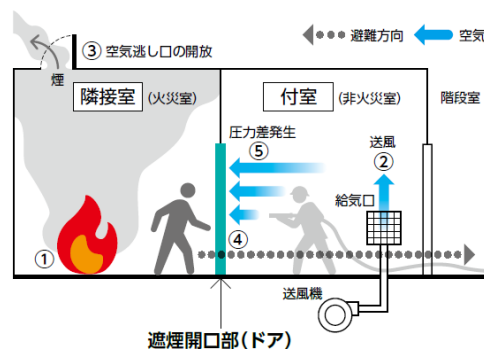 ③ 空気逃し口の開放
避難方向
空気
煙
隣接室 (火災室)
付室 (非火災室)
階段室
圧力差発生
⑤
送風
②
給気口
①
④
送風機
遮煙開口部(ドア)